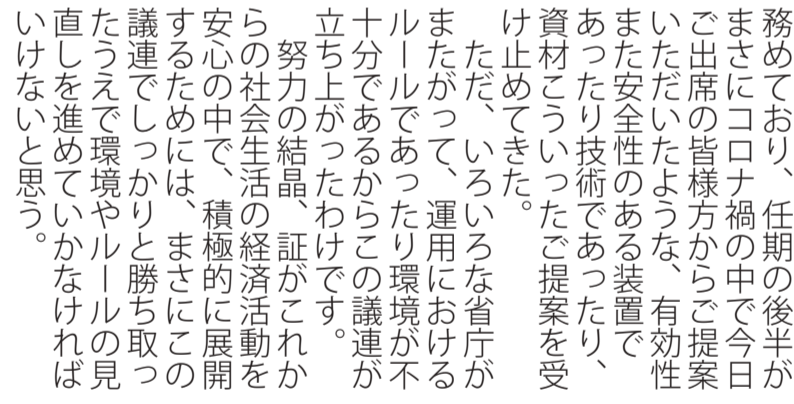 務めており、任期の後半が
まさにコロナ禍の中で今日
ご出席の皆様方からご提案
いただいたような、有効性
また安全性のある装置で
あったり技術であったり、
資材こういったご提案を受
け止めてきた。
　ただ、いろいろな省庁が
またがって、運用における
ルールであったり環境が不
十分であるからこの議連が
立ち上がったわけです。
　努力の結晶、証がこれか
らの社会生活の経済活動を
安心の中で、積極的に展開
するためには、まさにこの
議連でしっかりと勝ち取っ
たうえで環境やルールの見
直しを進めていかなければ
いけないと思う。